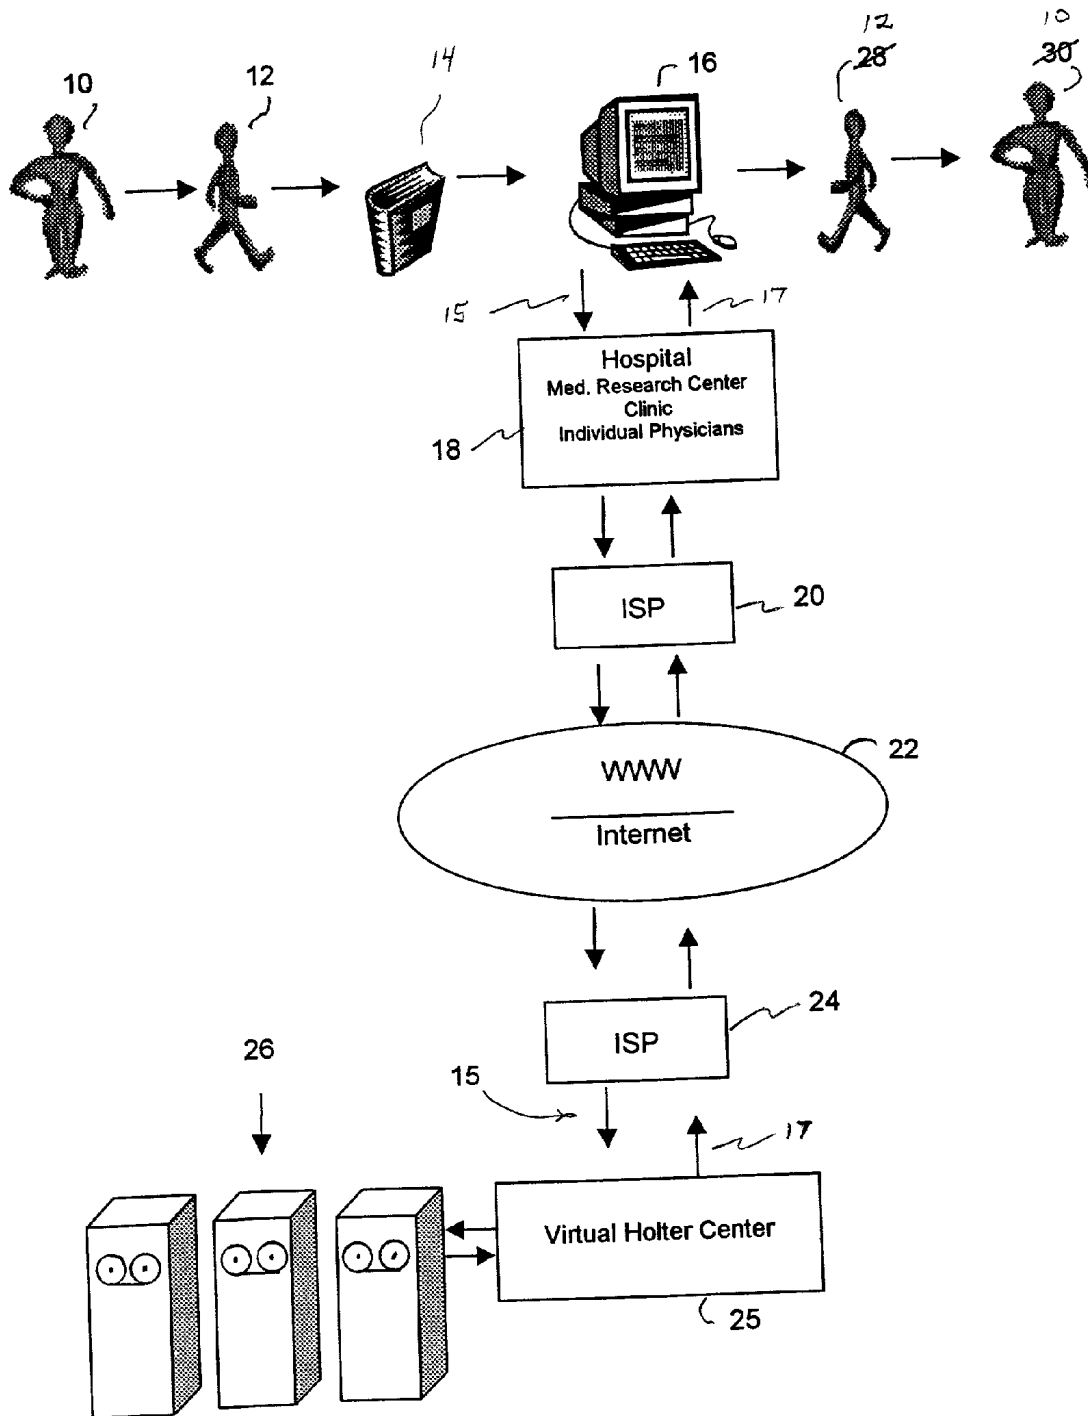 12
10
10
12
14
16
28
30
15
17
Hospital
Med. Research Center
Clinic
Individual Physicians
18
ISP
20
WWW
22
Internet
24
ISP
26
15
17
Virtual Holter Center
25